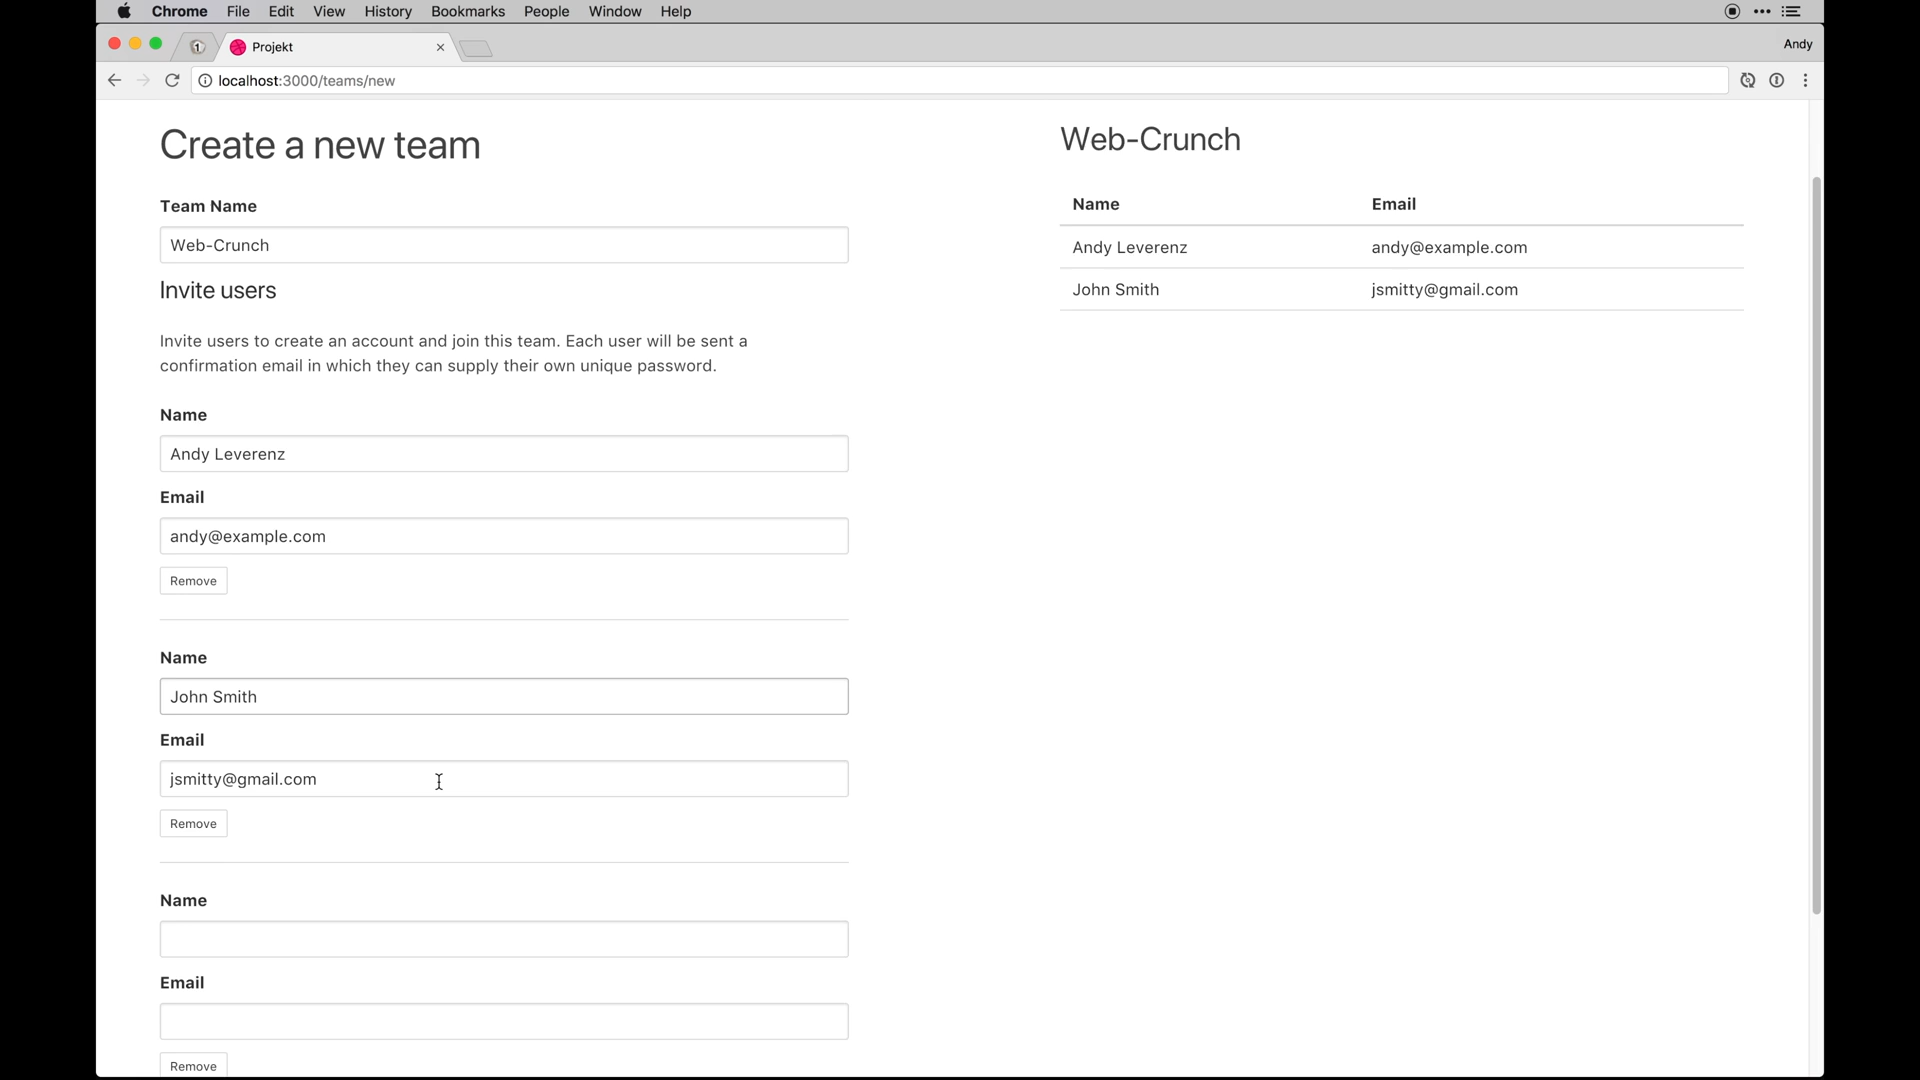 Chrome File Edit View History Bookmarks People Window Help
1 Projekt
Andy
localhost:3000/teams/new
Create a new team
Team Name
Web-Crunch
Invite users
Invite users to create an account and join this team. Each user will be sent a
confirmation email in which they can supply their own unique password.
Name
Andy Leverenz
Email
andy@example.com
Remove
Name
John Smith
Email
jsmitty@gmail.com
Remove
Name
Email
Remove
Web-Crunch
Name Email
Andy Leverenz andy@example.com
John Smith jsmitty@gmail.com